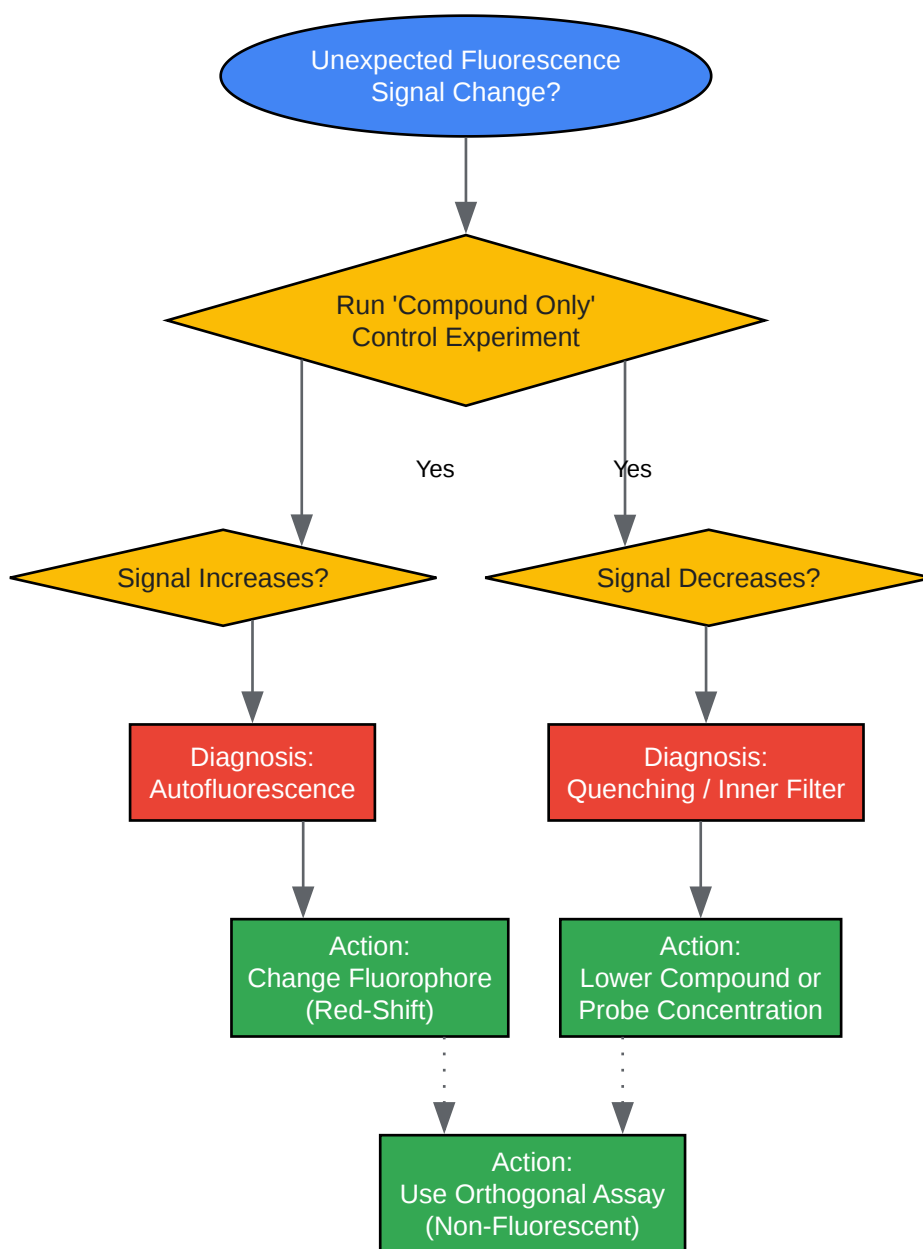 Unexpected Fluorescence
Signal Change?
Run 'Compound Only'
Control Experiment
Yes
Yes
Signal Increases?
Signal Decreases?
Diagnosis:
Autofluorescence
Diagnosis:
Quenching / Inner Filter
Action:
Change Fluorophore
(Red-Shift)
Action:
Lower Compound or
Probe Concentration
Action:
Use Orthogonal Assay
(Non-Fluorescent)